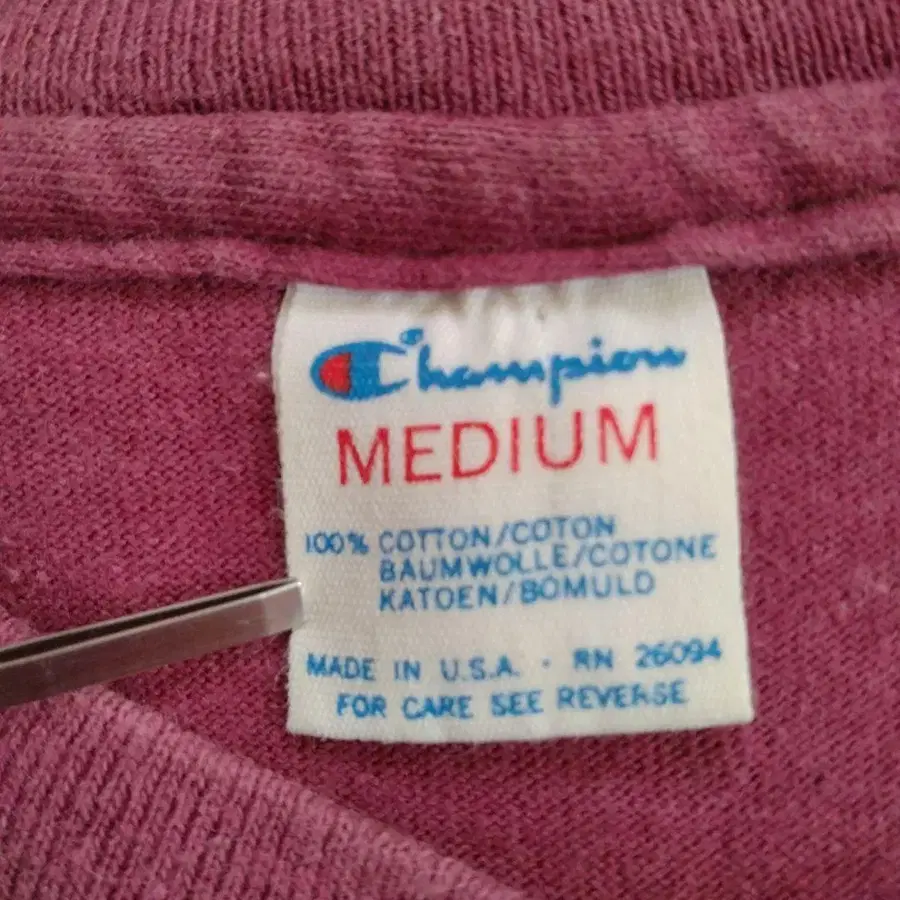 Champion
MEDIUM
100% COTTON/COTON
BAUMWOLLE/COTONE
KATOEN/BOMULD
MADE IN U.S.A. · RN 26094
FOR CARE SEE REVERSE